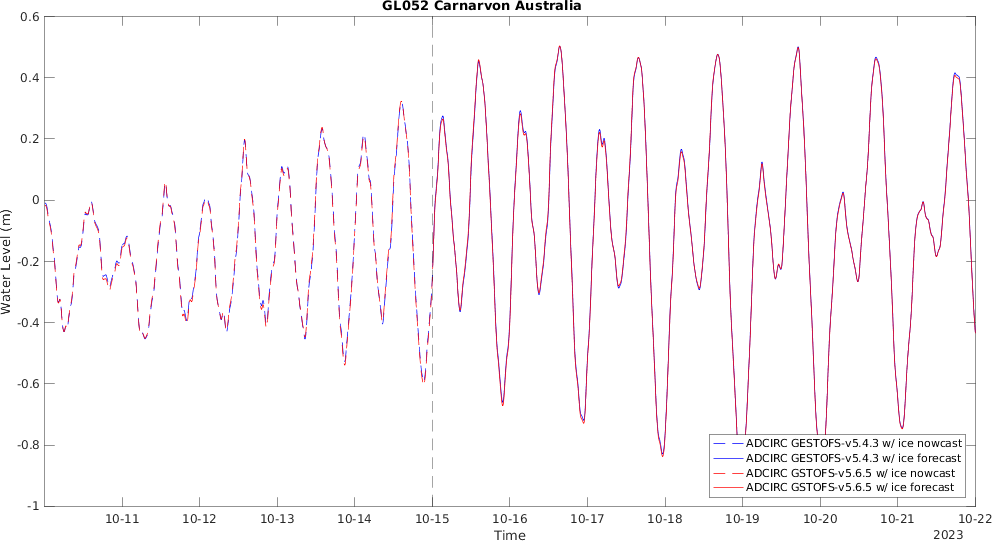 GL052 Carnarvon Australia
0.6
0.4
0.2
0
-0.2
-0.4
-0.6
-0.8
-1
Water Level (m)
ADCIRC GESTOFS-v5.4.3 w/ ice nowcast
ADCIRC GESTOFS-v5.4.3 w/ ice forecast
ADCIRC GSTOFS-v5.6.5 w/ ice nowcast
ADCIRC GSTOFS-v5.6.5 w/ ice forecast
10-11 10-12 10-13 10-14 10-15 10-16 10-17 10-18 10-19 10-20 10-21 10-22
Time
2023